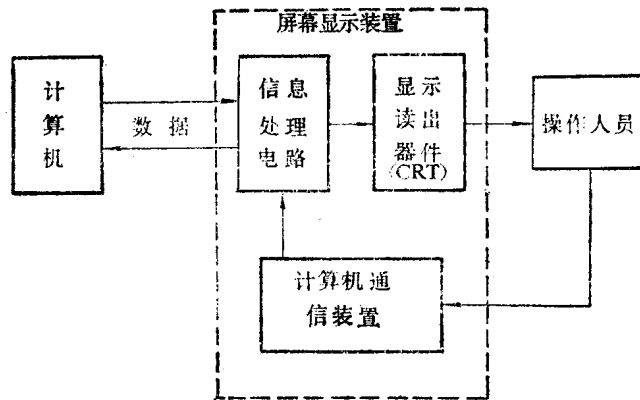 屏幕显示装置
计
算
机
数据
信息
处理
电路
显示
读出
器件
(CRT)
操作人员
计算机通
信装置